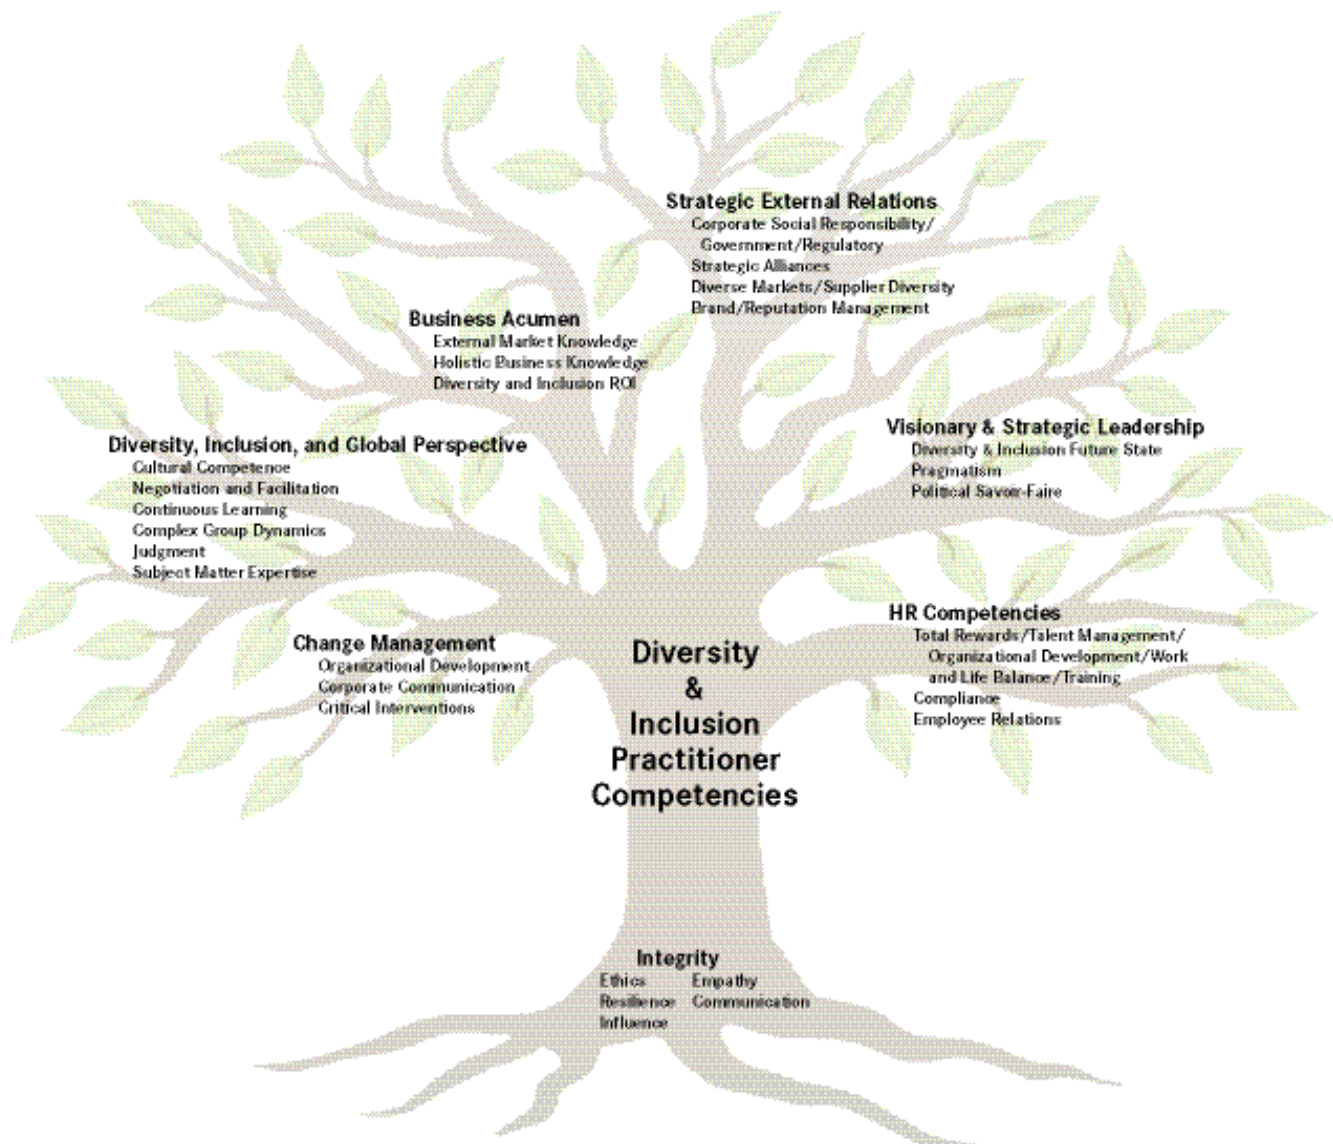 Strategic External Relations
Corporate Social Responsibility/
Government/Regulatory
Strategic Alliances
Diverse Markets/Supplier Diversity
Brand/Reputation Management
Business Acumen
External Market Knowledge
Holistic Business Knowledge
Diversity and Inclusion ROI
Visionary & Strategic Leadership
Diversity & Inclusion Future State
Pragmatism
Political Savoir-Faire
Diversity, Inclusion, and Global Perspective
Cultural Competence
Negotiation and Facilitation
Continuous Learning
Complex Group Dynamics
Judgment
Subject Matter Expertise
HR Competencies
Total Rewards/Talent Management/
Organizational Development/Work
and Life Balance/Training
Compliance
Employee Relations
Change Management
Organizational Development
Corporate Communication
Critical Interventions
Diversity
&
Inclusion
Practitioner
Competencies
Integrity
Ethics Empathy
Resilience Communication
Influence